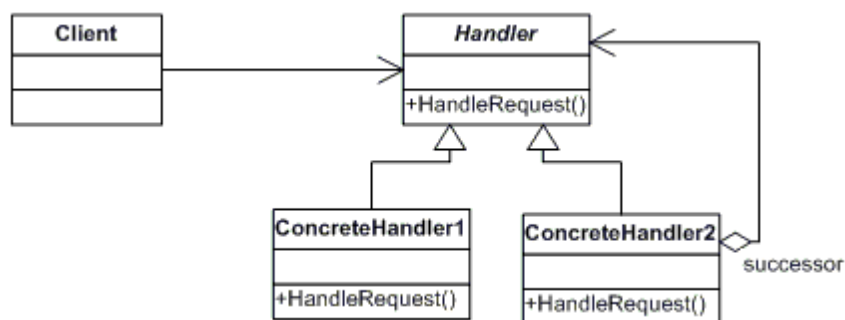 Client
Handler
+HandleRequest()
ConcreteHandler1
+HandleRequest()
ConcreteHandler2
+HandleRequest()
successor